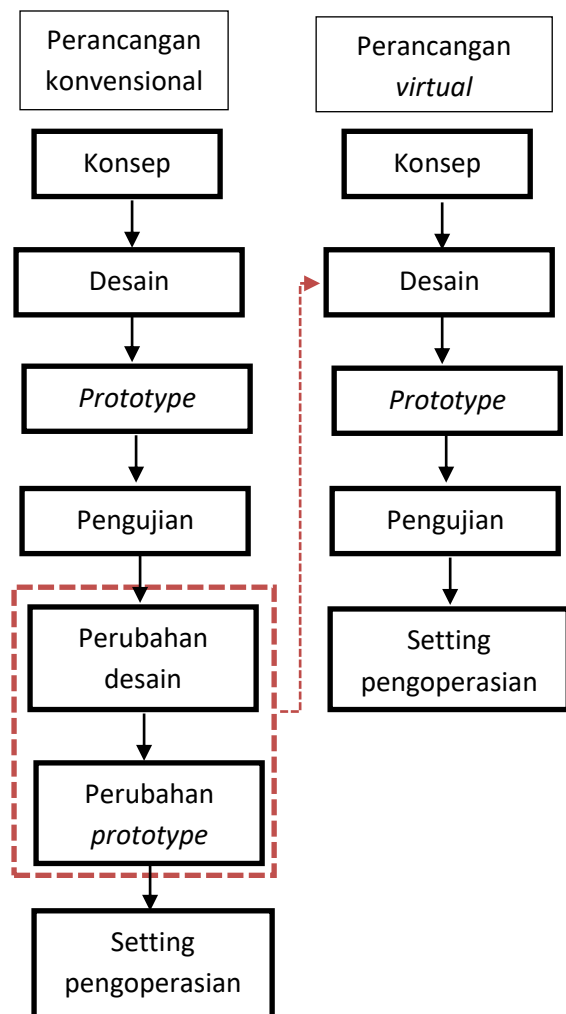 Perancangan
konvensional
Konsep
Desain
Prototype
Pengujian
Perubahan
desain
Perubahan
prototype
Setting
pengoperasian
Perancangan
virtual
Konsep
Desain
Prototype
Pengujian
Setting
pengoperasian